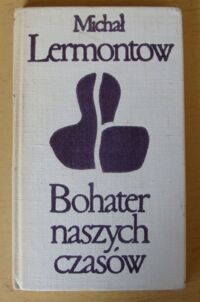 Michał
Lermontow
Bohater
naszych
czasów